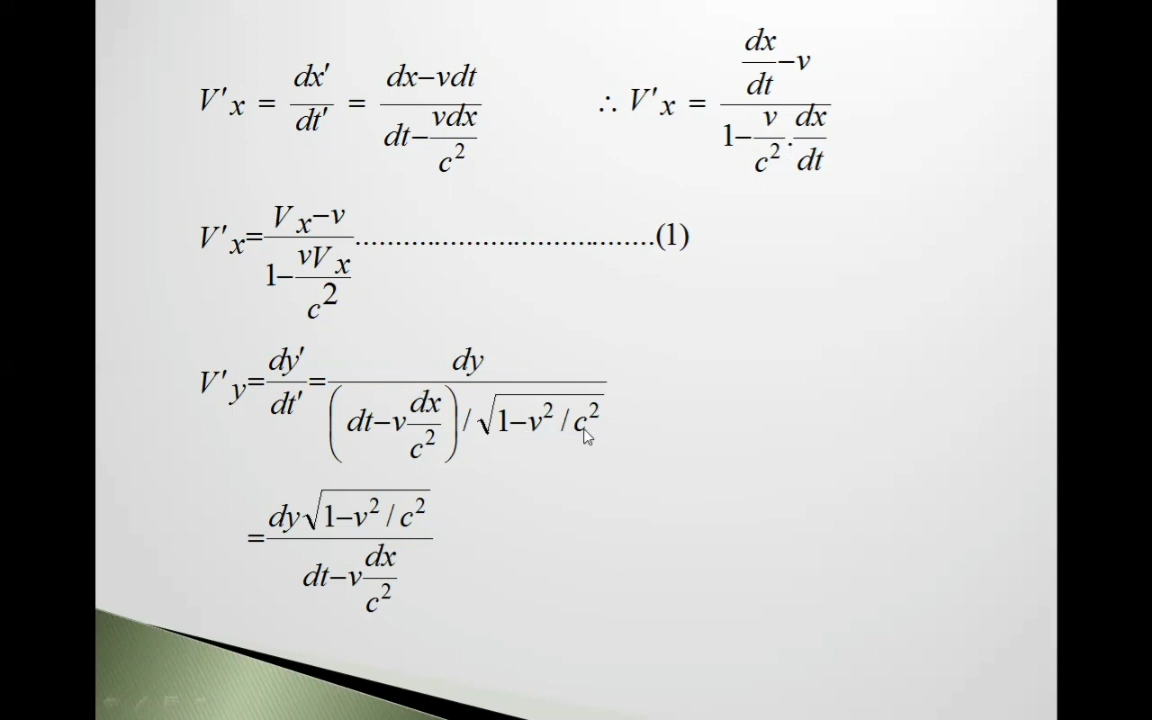 V'x = dx'/dt' = (dx−vdt)/(dt−vdx/c²) ∴ V'x = (dx/dt−v)/(1−v/c².dx/dt)
V'x=(Vx−v)/(1−vVx/c²)......................................(1)
V'y=dy'/dt'=dy/((dt−v dx/c²)/√(1−v²/c²))
=dy√(1−v²/c²)/(dt−v dx/c²)